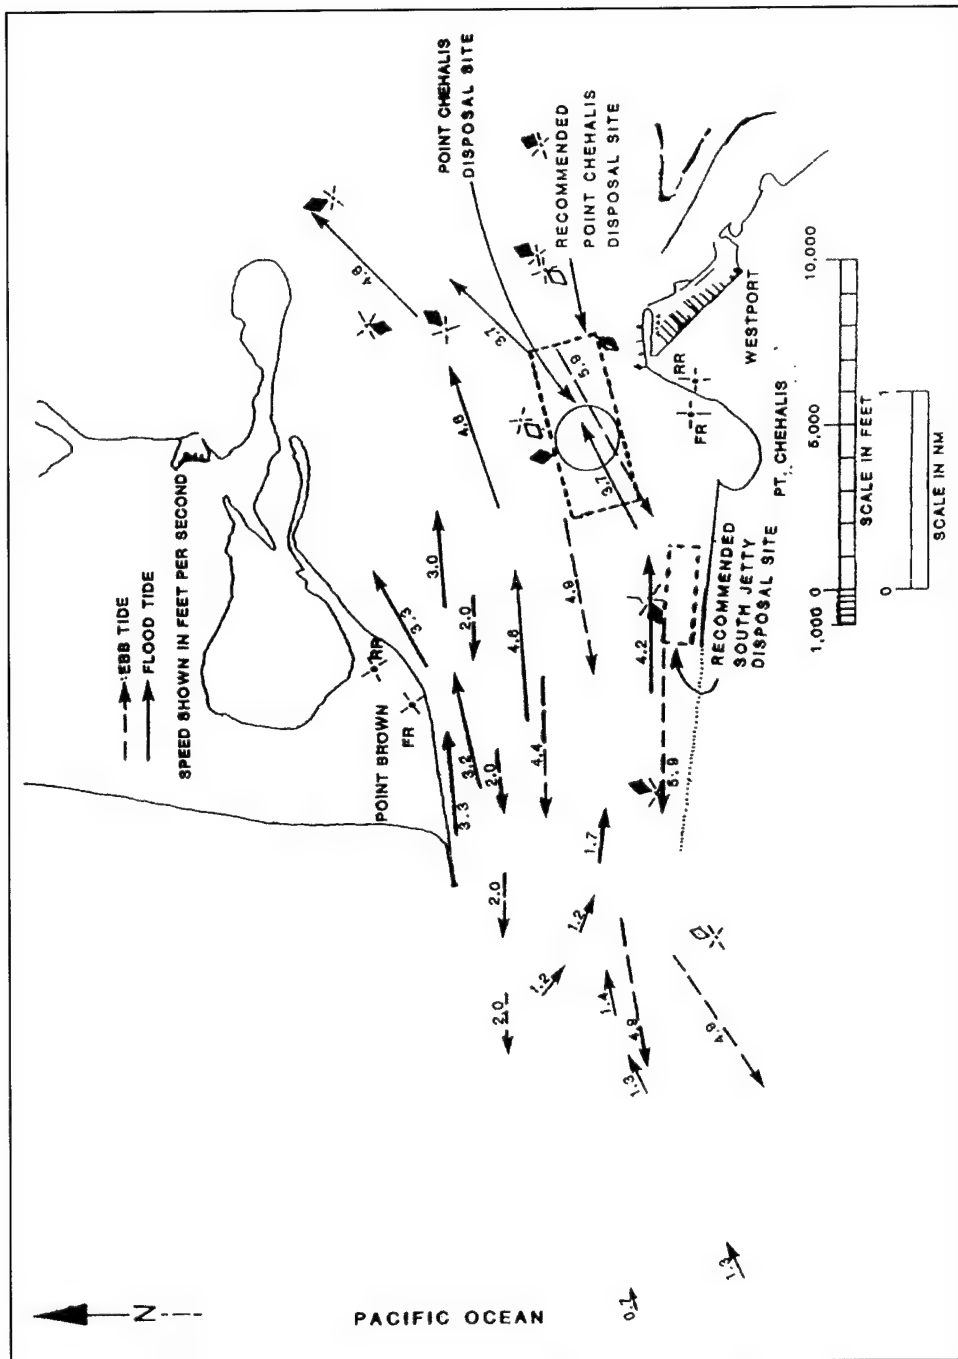 EBB TIDE
FLOOD TIDE
SPEED SHOWN IN FEET PER SECOND
POINT CHEHALIS
DISPOSAL SITE
RECOMMENDED
POINT CHEHALIS
DISPOSAL SITE
4.8
3.7
4.6
5.9
3.7
3.0
3.3
2.0
4.6
4.9
4.2
POINT BROWN
FR
RR
3.3
3.2
2.0
4.4
5.9
2.0
1.7
1.2
1.2
2.0
1.4
4.9
1.3
1.3
FR
RR
WESTPORT
PT. CHEHALIS
RECOMMENDED
SOUTH JETTY
DISPOSAL SITE
1,000 0 5,000 10,000
SCALE IN FEET
0 1
SCALE IN NM
N
PACIFIC OCEAN